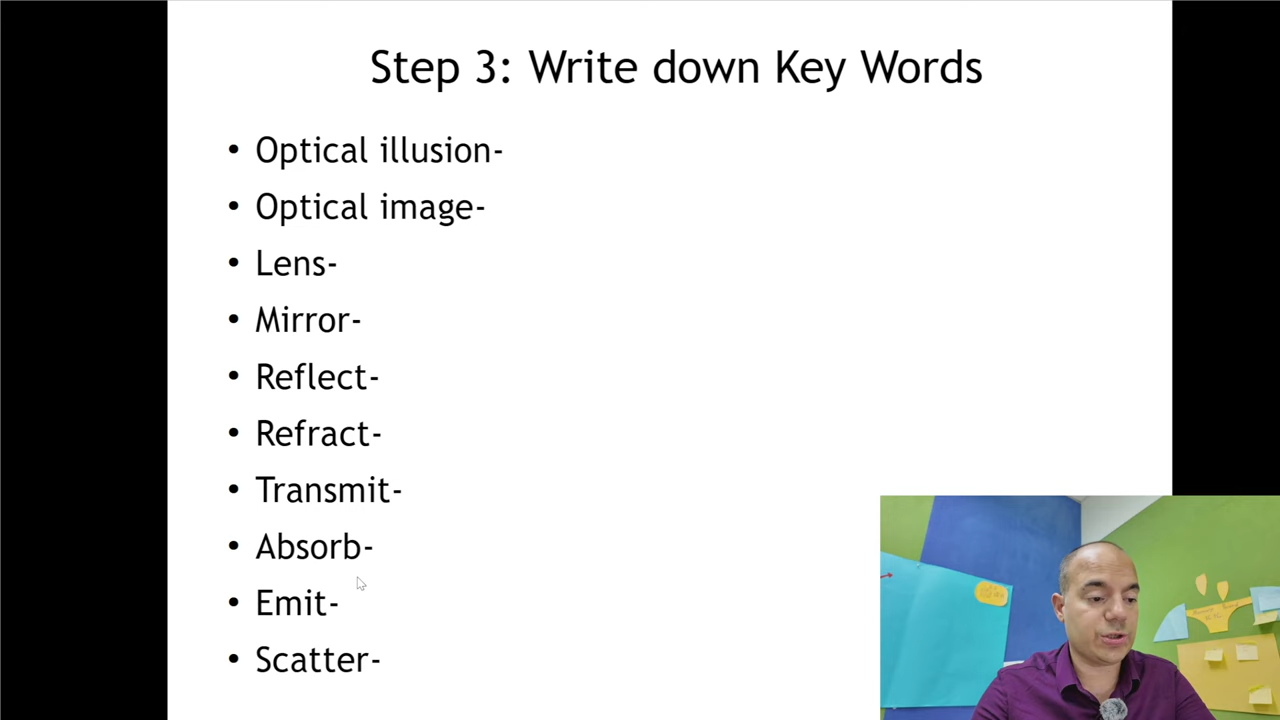 Step 3: Write down Key Words
• Optical illusion-
• Optical image-
• Lens-
• Mirror-
• Reflect-
• Refract-
• Transmit-
• Absorb-
• Emit-
• Scatter-